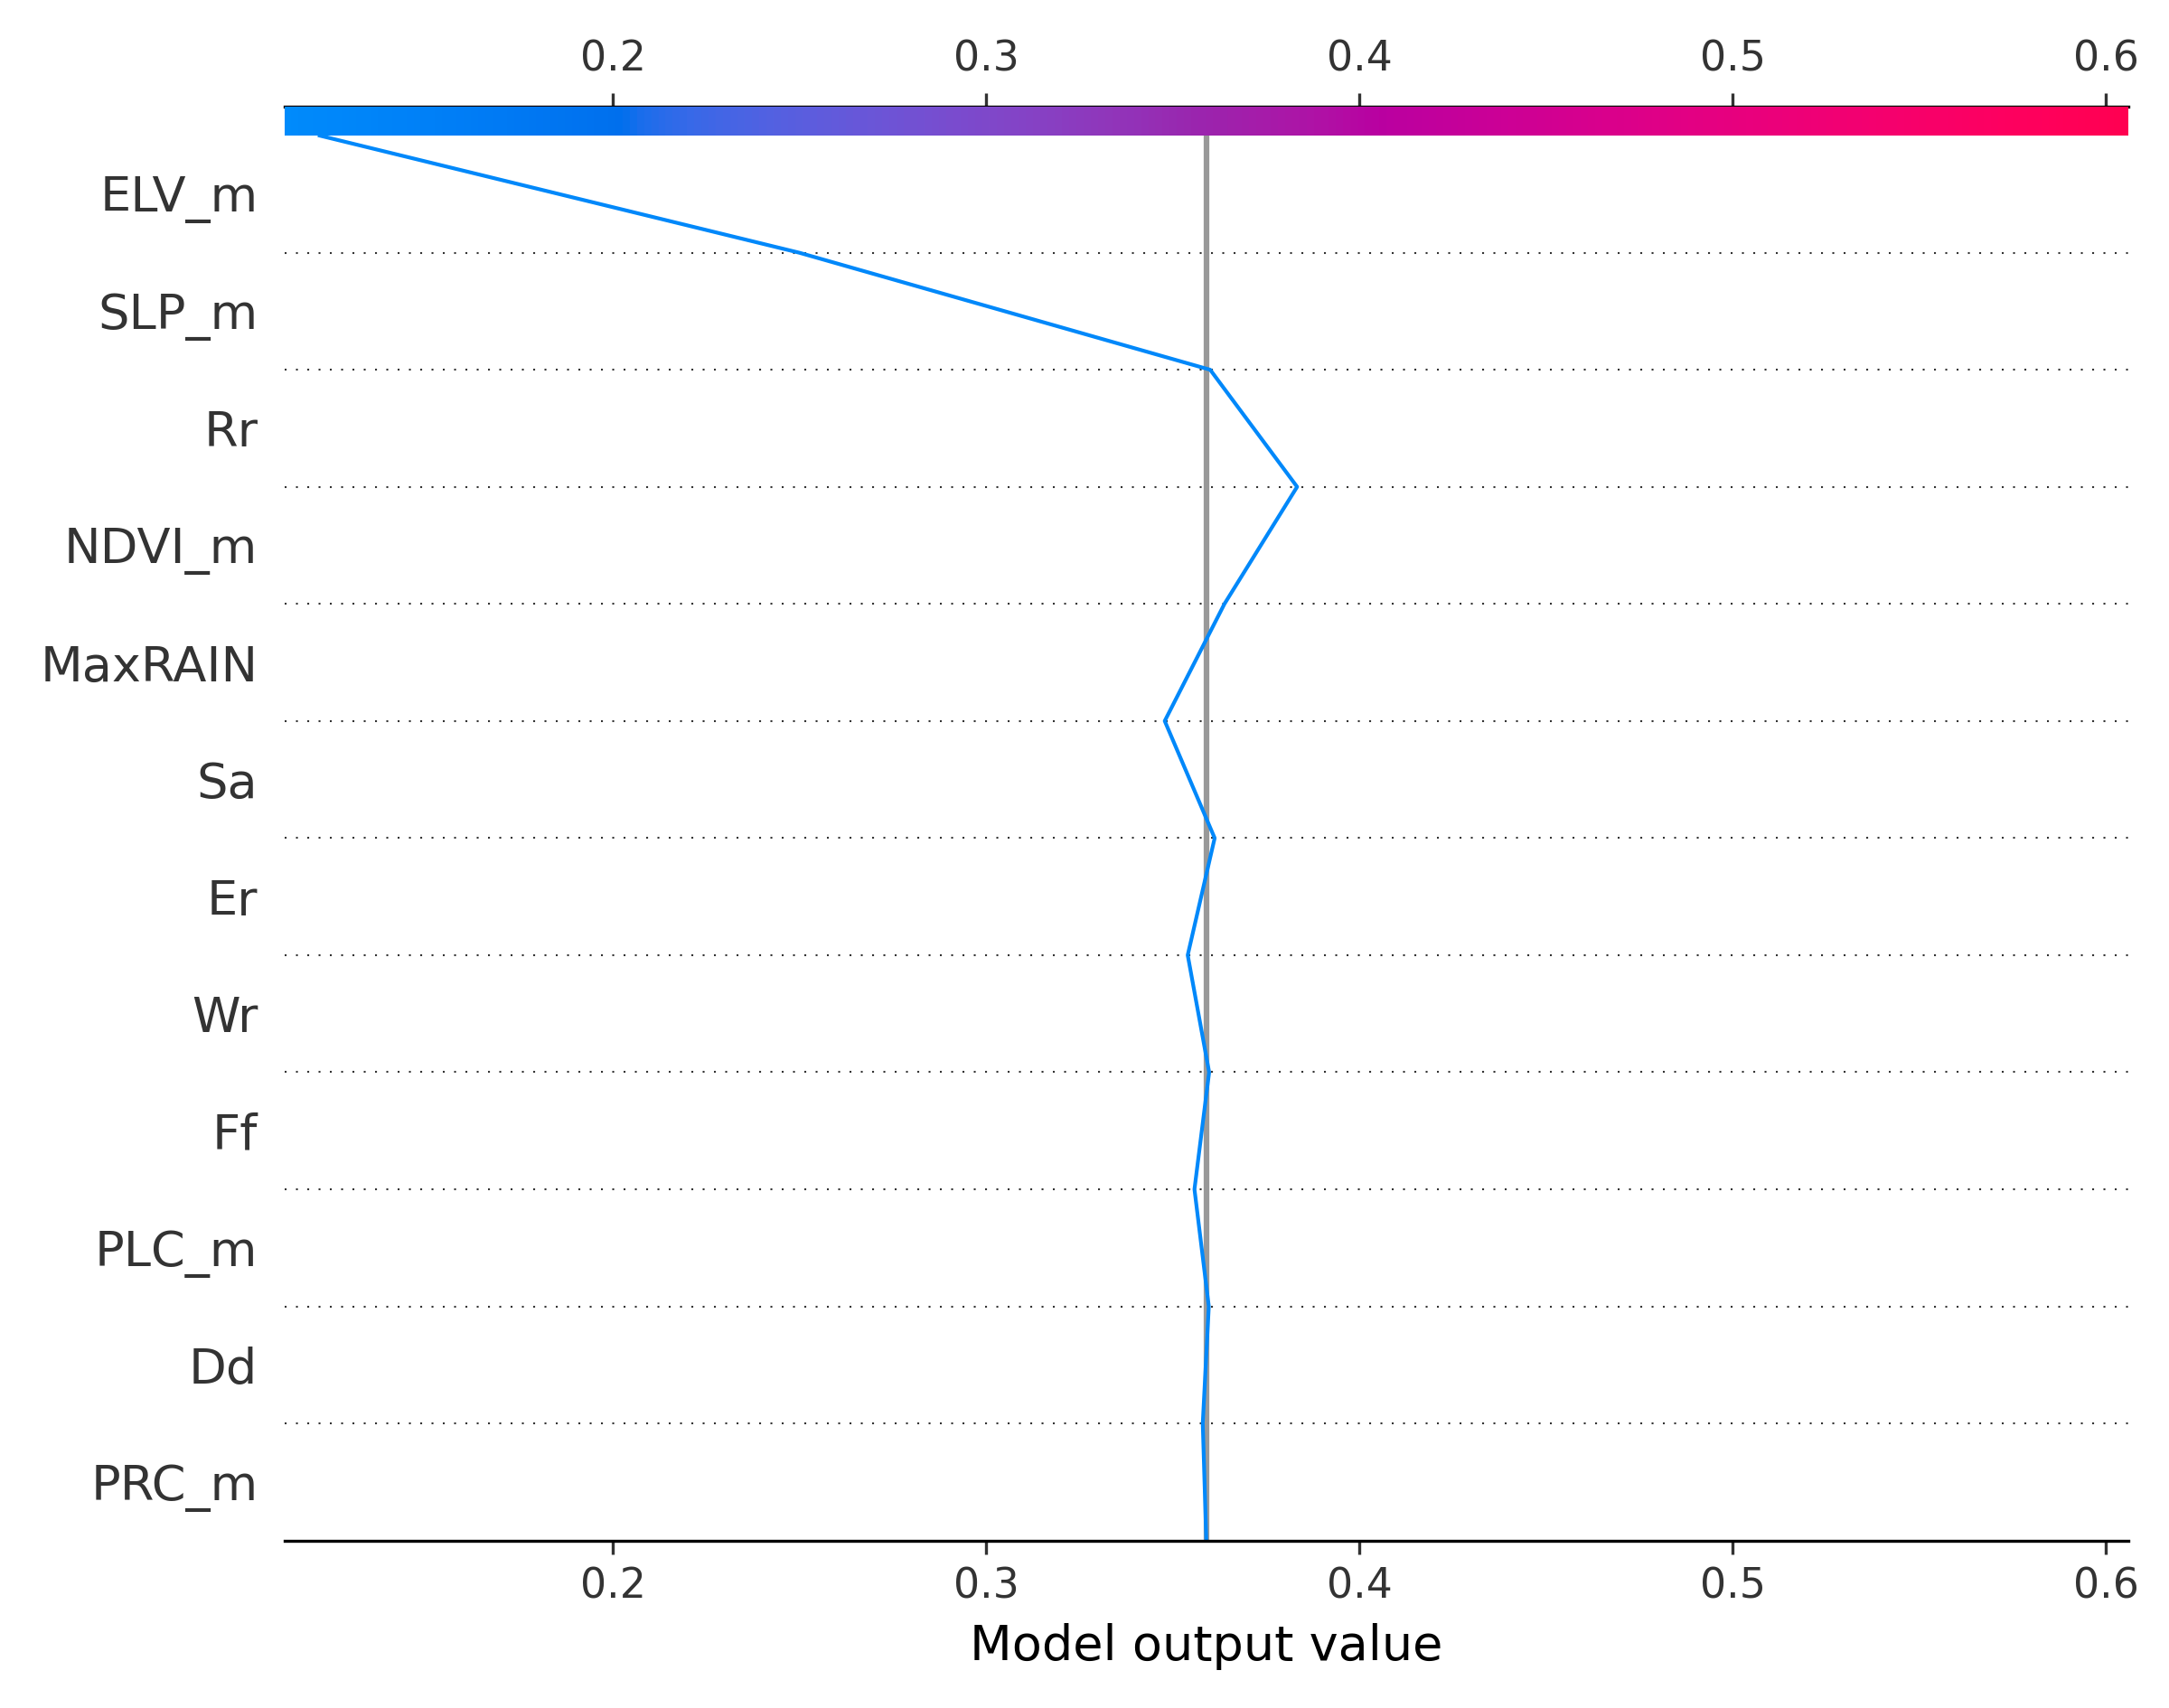 0.2 0.3 0.4 0.5 0.6
ELV_m
SLP_m
Rr
NDVI_m
MaxRAIN
Sa
Er
Wr
Ff
PLC_m
Dd
PRC_m
0.2 0.3 0.4 0.5 0.6
Model output value